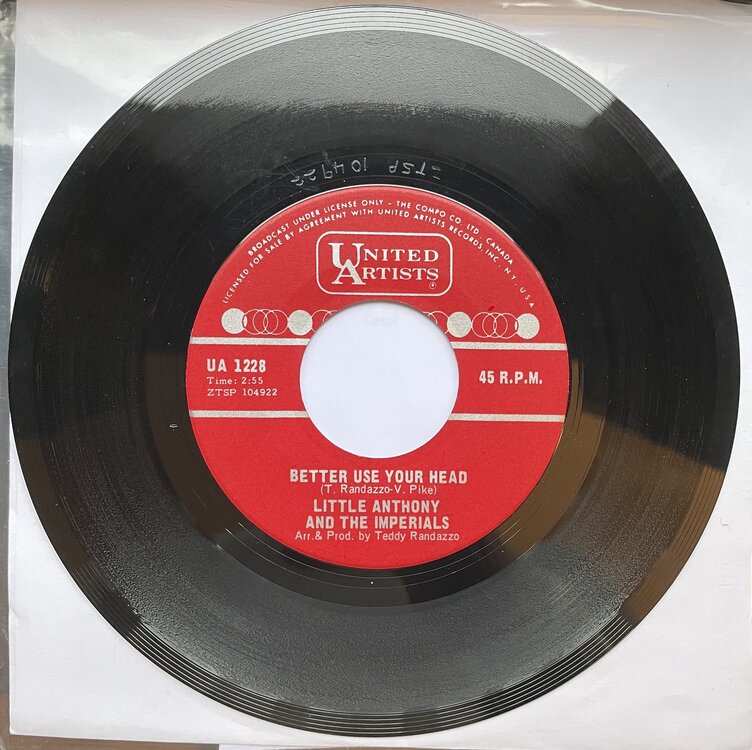 ZTSP 104922
BROADCAST UNDER LICENSE ONLY - THE COMPO CO. LTD. CANADA
LICENSED FOR SALE BY AGREEMENT WITH UNITED ARTISTS RECORDS, INC. N.Y. U.S.A.
UNITED
ARTISTS®
UA 1228
45 R.P.M.
Time: 2:55
ZTSP 104922
BETTER USE YOUR HEAD
(T. Randazzo-V. Pike)
LITTLE ANTHONY
AND THE IMPERIALS
Arr. & Prod. by Teddy Randazzo